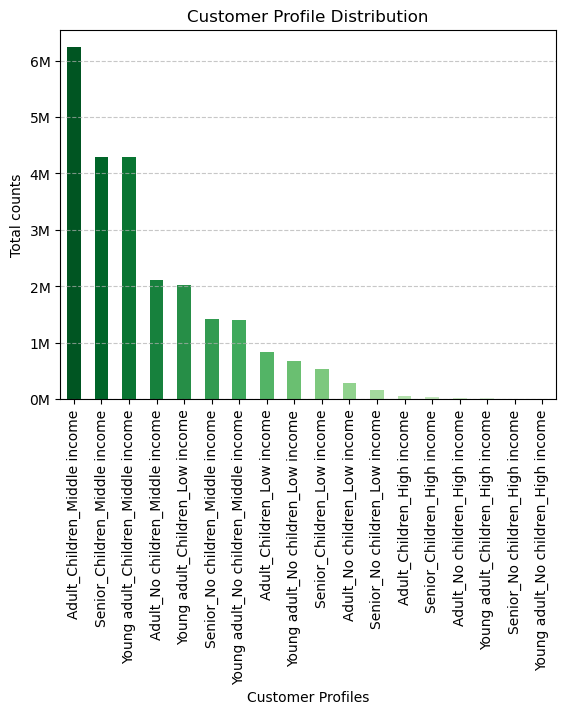 Customer Profile Distribution
Total counts
6M
5M
4M
3M
2M
1M
0M
Adult_Children_Middle income
Senior_Children_Middle income
Young adult_Children_Middle income
Adult_No children_Middle income
Young adult_Children_Low income
Senior_No children_Middle income
Young adult_No children_Middle income
Adult_Children_Low income
Young adult_No children_Low income
Senior_Children_Low income
Adult_No children_Low income
Senior_No children_Low income
Adult_Children_High income
Senior_Children_High income
Adult_No children_High income
Young adult_Children_High income
Senior_No children_High income
Young adult_No children_High income
Customer Profiles